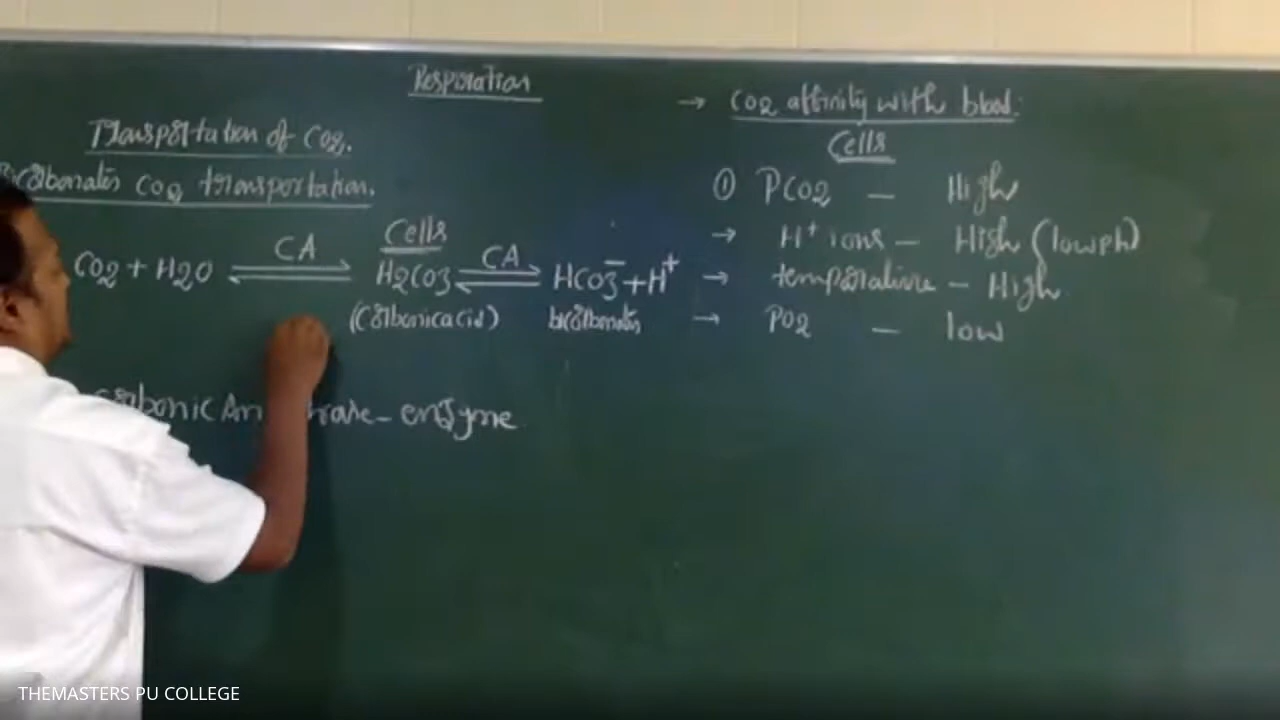 Respiration
Transportation of CO2.
Bicarbonates CO2 transportation.
Cells
CO2 + H2O ⇌ CA H2CO3 ⇌ CA HCO3⁻ + H⁺
(Carbonic acid) bicarbonates
Carbonic - enzyme
→ CO2 affinity with blood.
Cells
① PCO2 — High
→ H⁺ ions — High (low pH)
→ temperature — High
→ PO2 — low
THEMASTERS PU COLLEGE